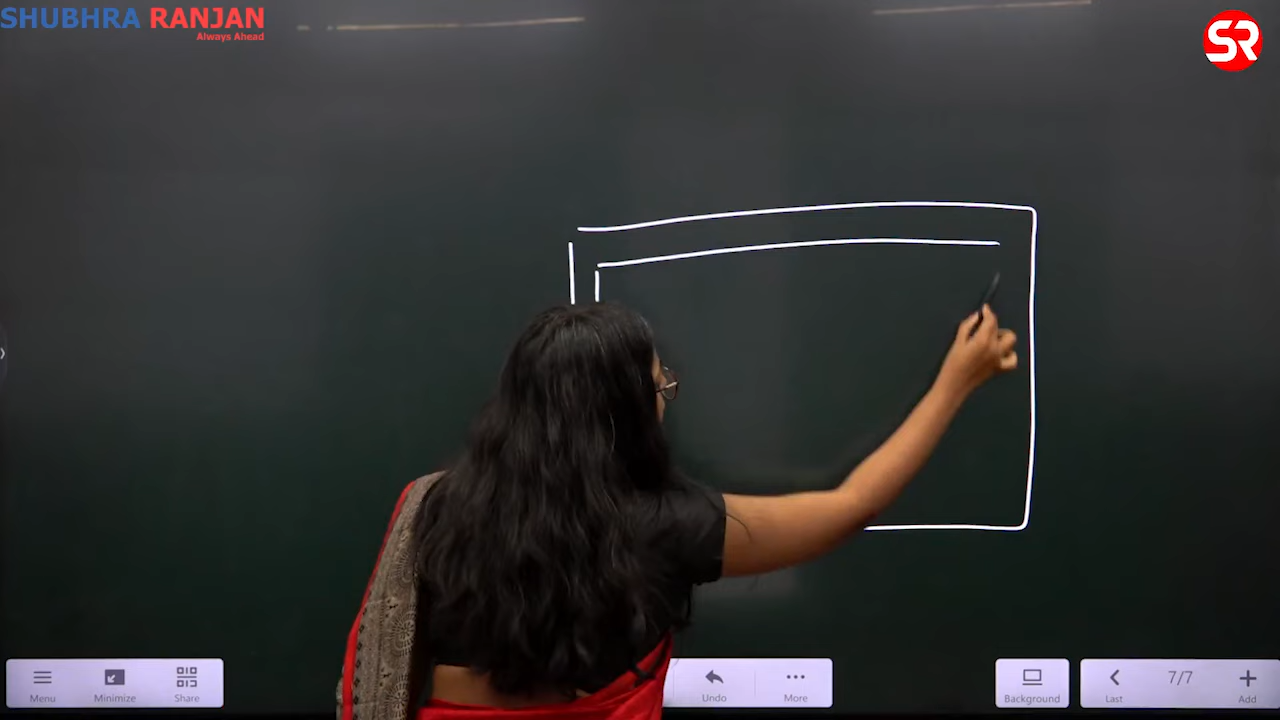 SHUBHRA RANJAN
Always Ahead
SR
Menu
Minimize
Share
Undo
More
Background
Last
7/7
Add